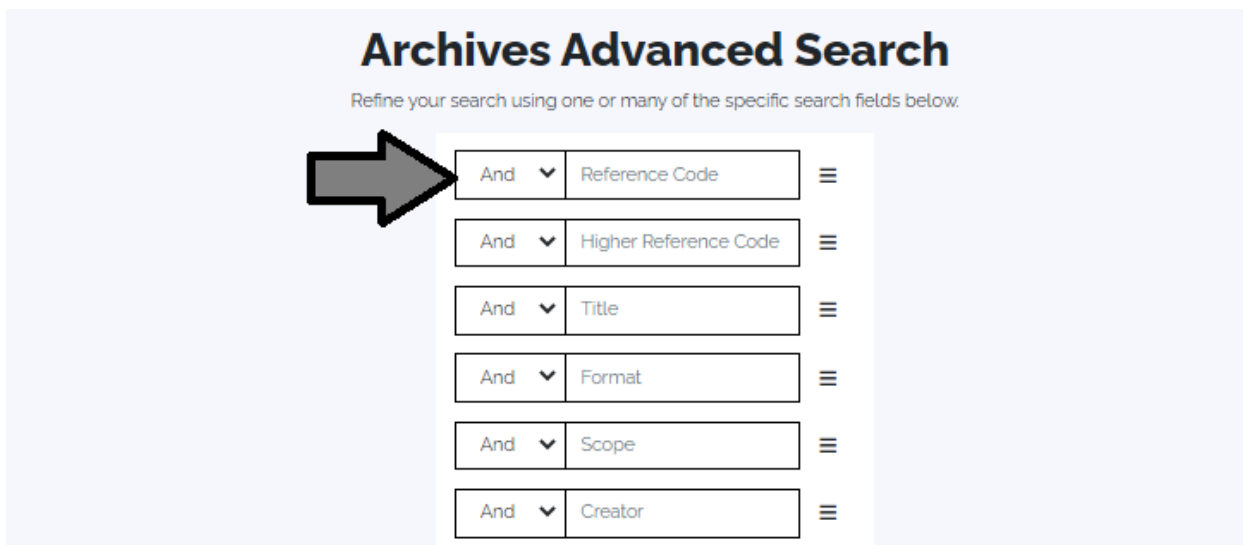 Archives Advanced Search
Refine your search using one or many of the specific search fields below.
And Reference Code
And Higher Reference Code
And Title
And Format
And Scope
And Creator